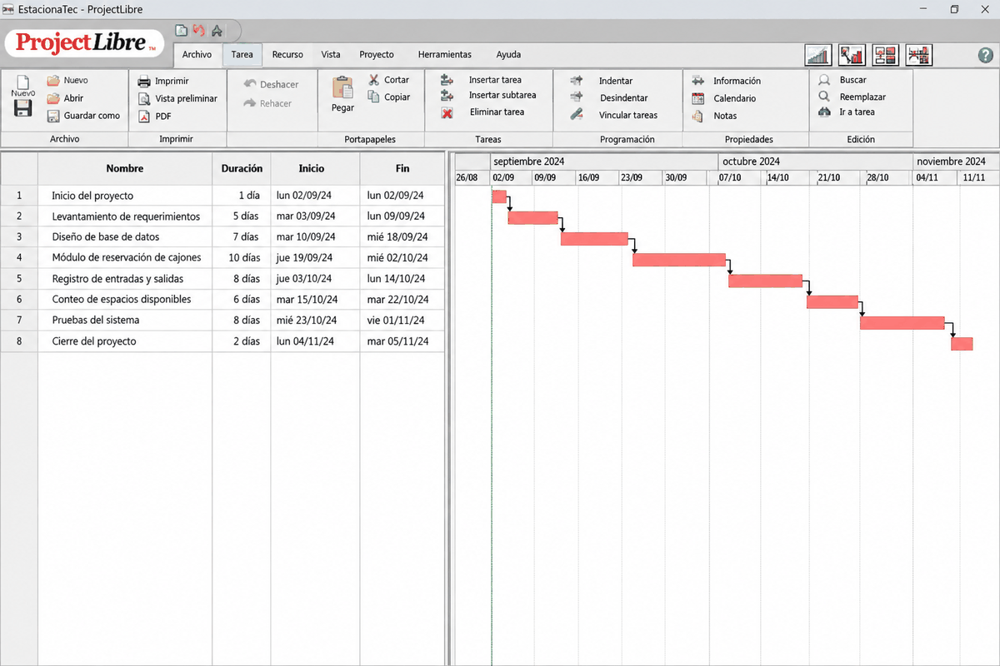 EstacionaTec - ProjectLibre
ProjectLibre TM
Archivo Tarea Recurso Vista Proyecto Herramientas Ayuda
Nuevo
Nuevo
Abrir
Guardar como
Archivo
Imprimir
Vista preliminar
PDF
Imprimir
Deshacer
Rehacer
Pegar
Cortar
Copiar
Portapapeles
Insertar tarea
Insertar subtarea
Eliminar tarea
Tareas
Indentar
Desindentar
Vincular tareas
Programación
Información
Calendario
Notas
Propiedades
Buscar
Reemplazar
Ir a tarea
Edición
Nombre Duración Inicio Fin
1 Inicio del proyecto 1 día lun 02/09/24 lun 02/09/24
2 Levantamiento de requerimientos 5 días mar 03/09/24 lun 09/09/24
3 Diseño de base de datos 7 días mar 10/09/24 mié 18/09/24
4 Módulo de reservación de cajones 10 días jue 19/09/24 mié 02/10/24
5 Registro de entradas y salidas 8 días jue 03/10/24 lun 14/10/24
6 Conteo de espacios disponibles 6 días mar 15/10/24 mar 22/10/24
7 Pruebas del sistema 8 días mié 23/10/24 vie 01/11/24
8 Cierre del proyecto 2 días lun 04/11/24 mar 05/11/24
septiembre 2024 octubre 2024 noviembre 2024
26/08 02/09 09/09 16/09 23/09 30/09 07/10 14/10 21/10 28/10 04/11 11/11